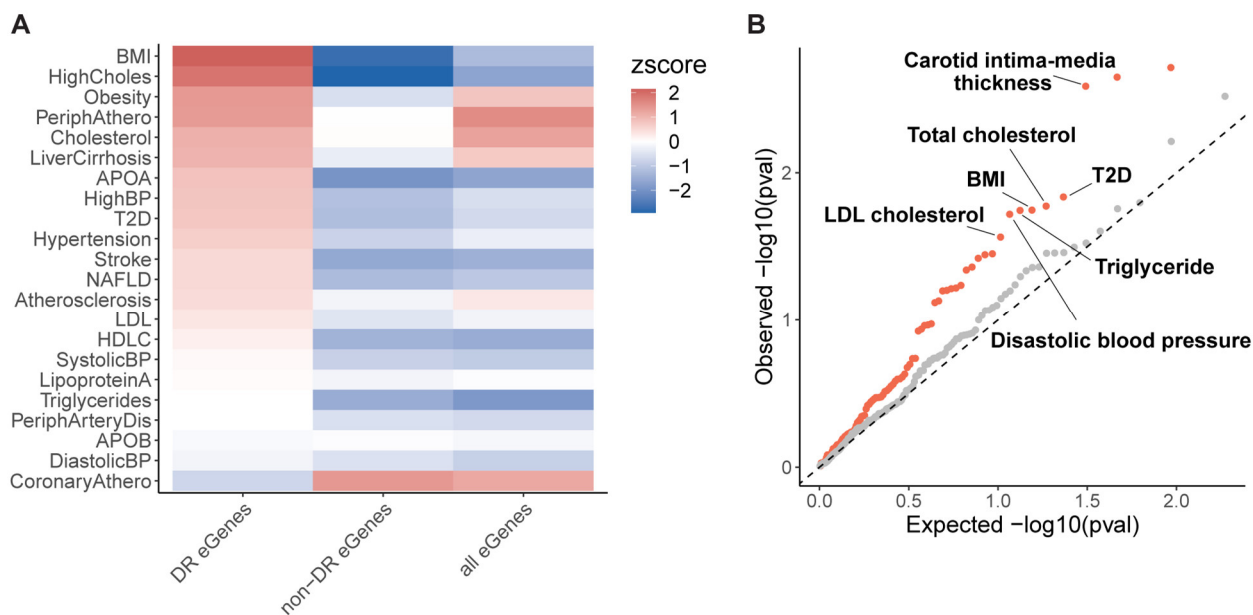 A
BMI
HighCholes
Obesity
PeriphAthero
Cholesterol
LiverCirrhosis
APOA
HighBP
T2D
Hypertension
Stroke
NAFLD
Atherosclerosis
LDL
HDLC
SystolicBP
LipoproteinA
Triglycerides
PeriphArteryDis
APOB
DiastolicBP
CoronaryAthero
DR eGenes
non−DR eGenes
all eGenes
zscore
2
1
0
−1
−2
B
Observed −log10(pval)
2
1
0
Carotid intima-media
thickness
Total cholesterol
BMI
T2D
LDL cholesterol
Triglyceride
Disastolic blood pressure
0.0
0.5
1.0
1.5
2.0
Expected −log10(pval)